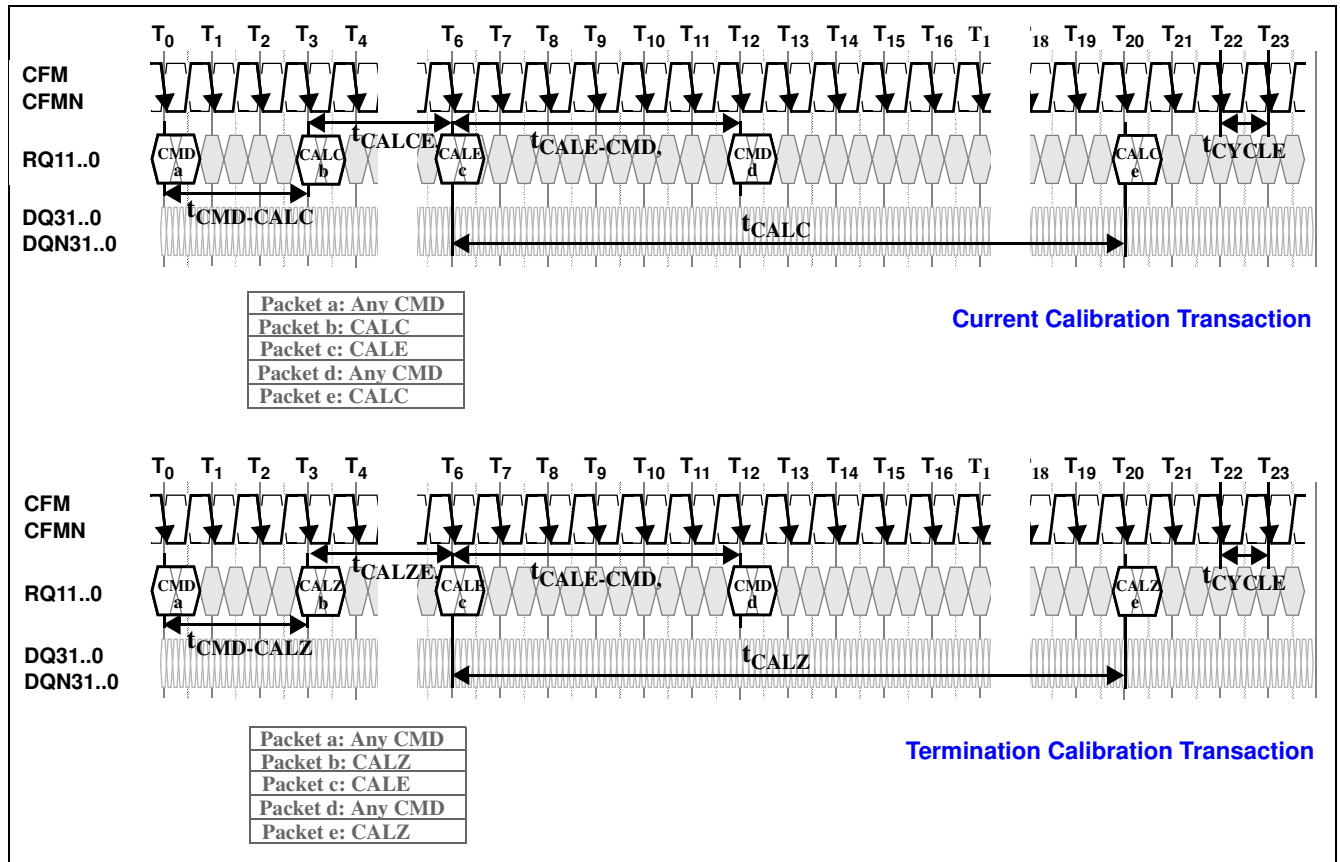 T0 T1 T2 T3 T4 T6 T7 T8 T9 T10 T11 T12 T13 T14 T15 T16 T1 18 T19 T20 T21 T22 T23
CFM
CFMN
tCALCE, tCALE-CMD, tCYCLE
RQ11..0
CMD a CALC b CALE c CMD d CALC e
tCMD-CALC
DQ31..0
DQN31..0
tCALC
Packet a: Any CMD
Packet b: CALC
Packet c: CALE
Packet d: Any CMD
Packet e: CALC
Current Calibration Transaction
T0 T1 T2 T3 T4 T6 T7 T8 T9 T10 T11 T12 T13 T14 T15 T16 T1 18 T19 T20 T21 T22 T23
CFM
CFMN
tCALZE, tCALE-CMD, tCYCLE
RQ11..0
CMD a CALZ b CALE c CMD d CALZ e
tCMD-CALZ
DQ31..0
DQN31..0
tCALZ
Packet a: Any CMD
Packet b: CALZ
Packet c: CALE
Packet d: Any CMD
Packet e: CALZ
Termination Calibration Transaction